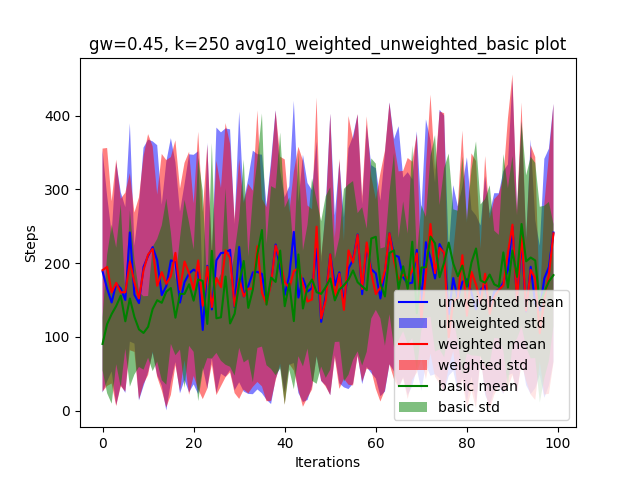 gw=0.45, k=250 avg10_weighted_unweighted_basic plot
Steps
400
300
200
100
0
unweighted mean
unweighted std
weighted mean
weighted std
basic mean
basic std
0 20 40 60 80 100
Iterations